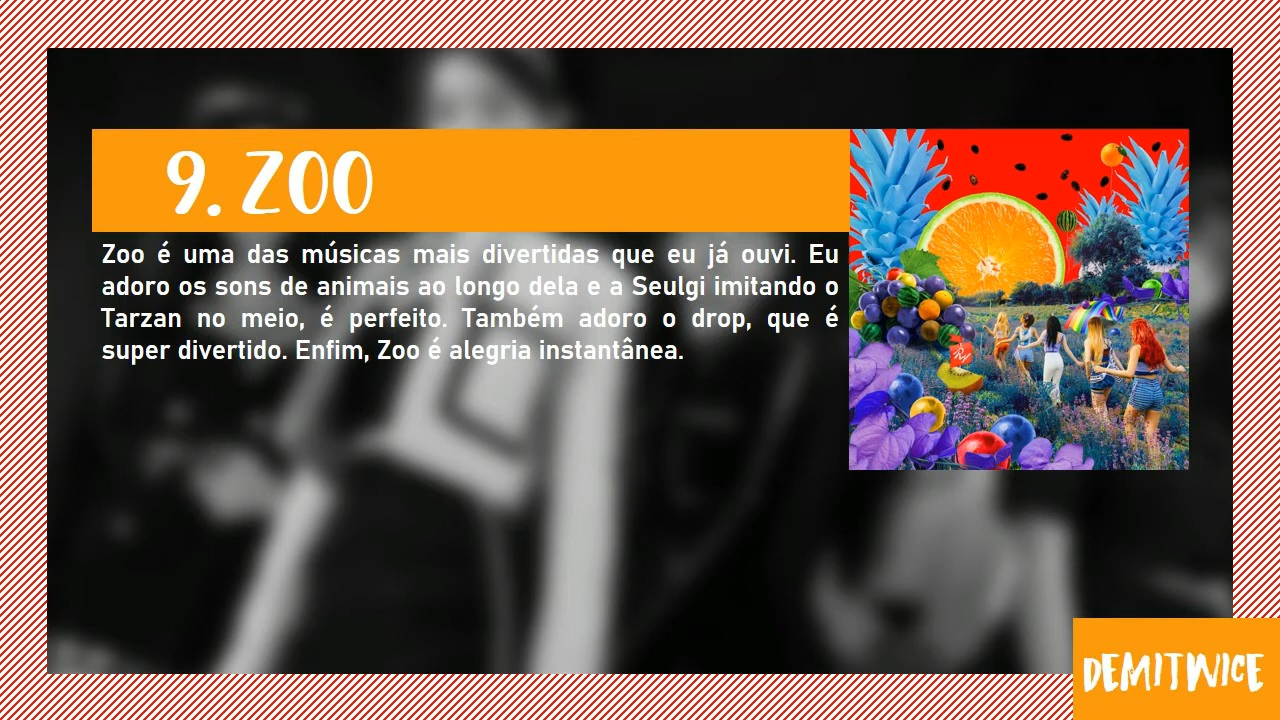 9. ZOO
Zoo é uma das músicas mais divertidas que eu já ouvi. Eu
adoro os sons de animais ao longo dela e a Seulgi imitando o
Tarzan no meio, é perfeito. Também adoro o drop, que é
super divertido. Enfim, Zoo é alegria instantânea.
DEMITWICE